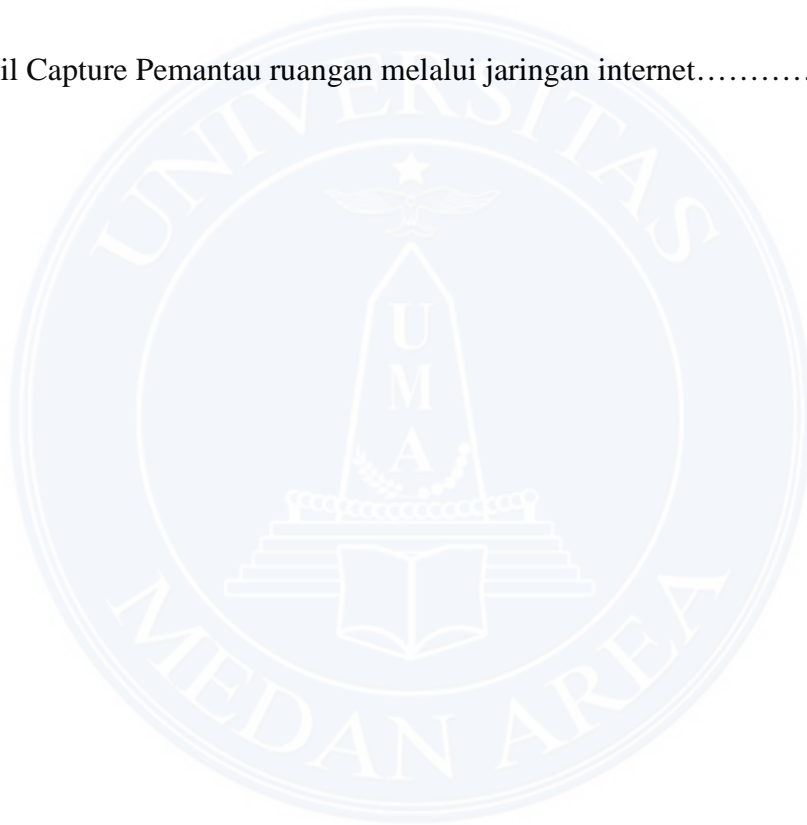 il Capture Pemantau ruangan melalui jaringan internet…………
UNIVERSITAS
U
M
A
MEDAN AREA